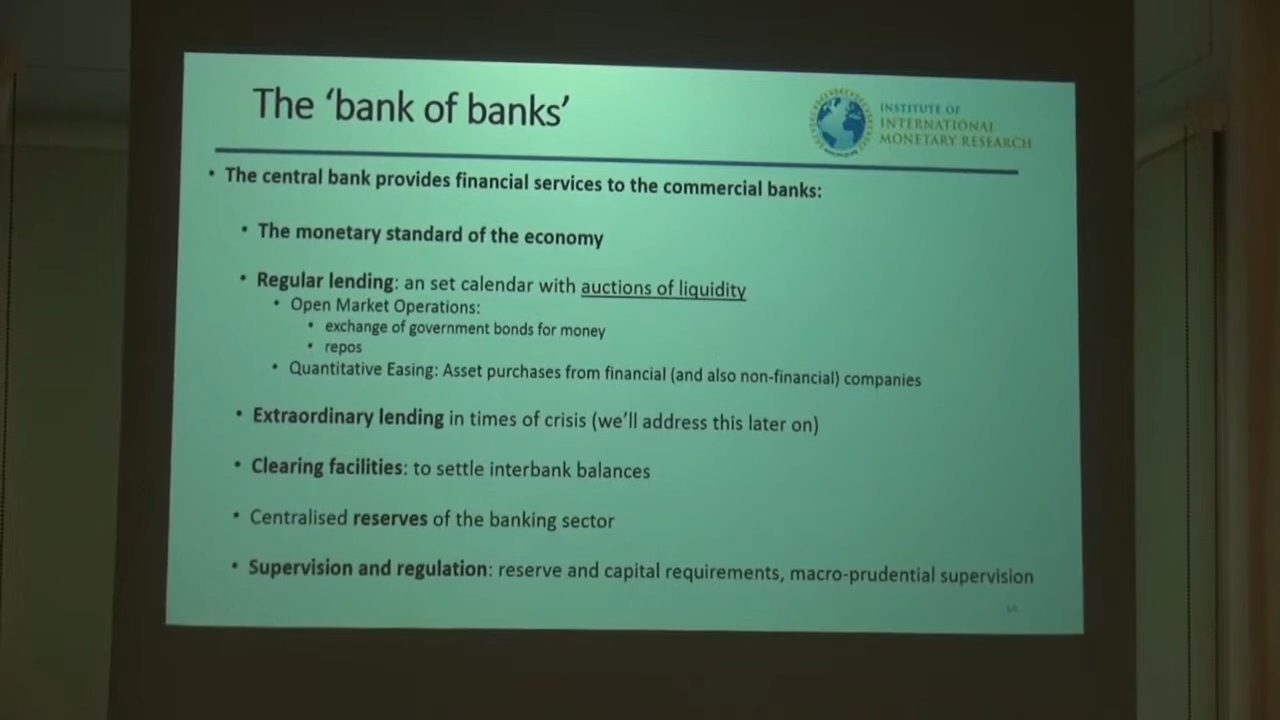 The ‘bank of banks’
INSTITUTE OF
INTERNATIONAL
MONETARY RESEARCH
• The central bank provides financial services to the commercial banks:
• The monetary standard of the economy
• Regular lending: an set calendar with auctions of liquidity
• Open Market Operations:
• exchange of government bonds for money
• repos
• Quantitative Easing: Asset purchases from financial (and also non-financial) companies
• Extraordinary lending in times of crisis (we’ll address this later on)
• Clearing facilities: to settle interbank balances
• Centralised reserves of the banking sector
• Supervision and regulation: reserve and capital requirements, macro-prudential supervision